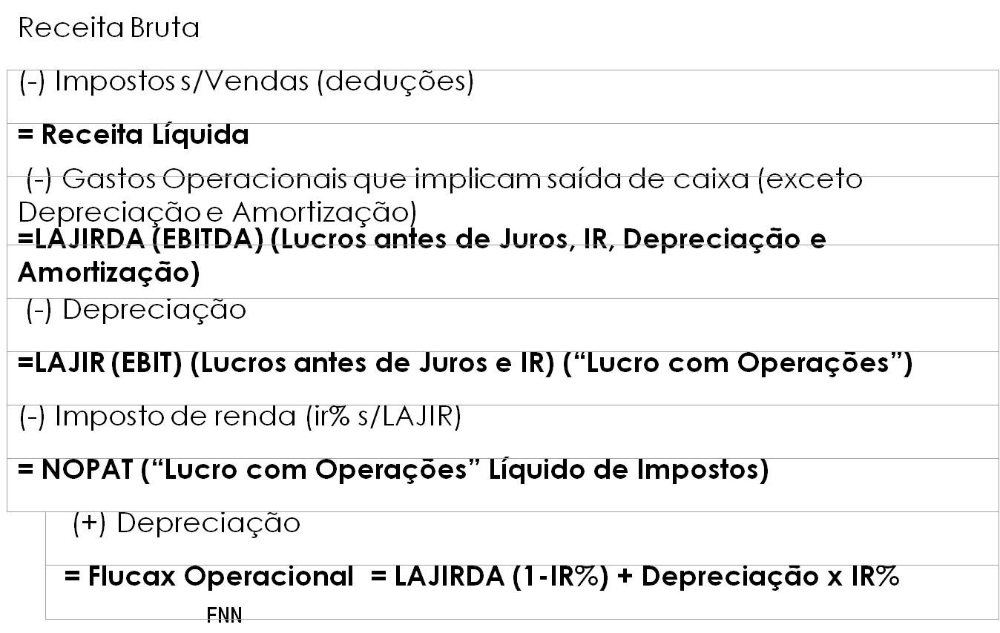 Receita Bruta
(-) Impostos s/Vendas (deduções)
= Receita Líquida
(-) Gastos Operacionais que implicam saída de caixa (exceto
Depreciação e Amortização)
=LAJIRDA (EBITDA) (Lucros antes de Juros, IR, Depreciação e
Amortização)
(-) Depreciação
=LAJIR (EBIT) (Lucros antes de Juros e IR) (“Lucro com Operações”)
(-) Imposto de renda (ir% s/LAJIR)
= NOPAT (“Lucro com Operações” Líquido de Impostos)
(+) Depreciação
= Flucax Operacional = LAJIRDA (1-IR%) + Depreciação x IR%
FNN